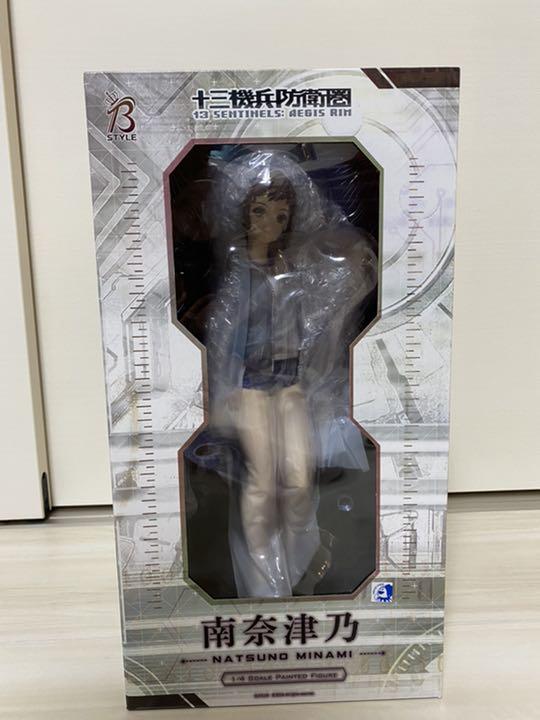 B
STYLE
十三機兵防衛圏
13 SENTINELS: AEGIS RIM
南奈津乃
NATSUNO MINAMI
1/4 SCALE PAINTED FIGURE